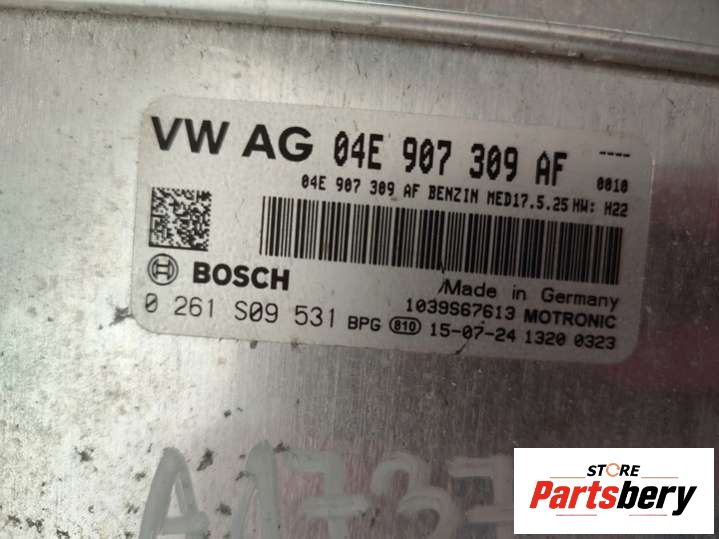 VW AG 04E 907 309 AF ----
0010
04E 907 309 AF BENZIN MED17.5.25 HW: H22
BOSCH
Made in Germany
1039S67613 MOTRONIC
0 261 S09 531 BPG 810 15-07-24 1320 0323
STORE
Partsbery